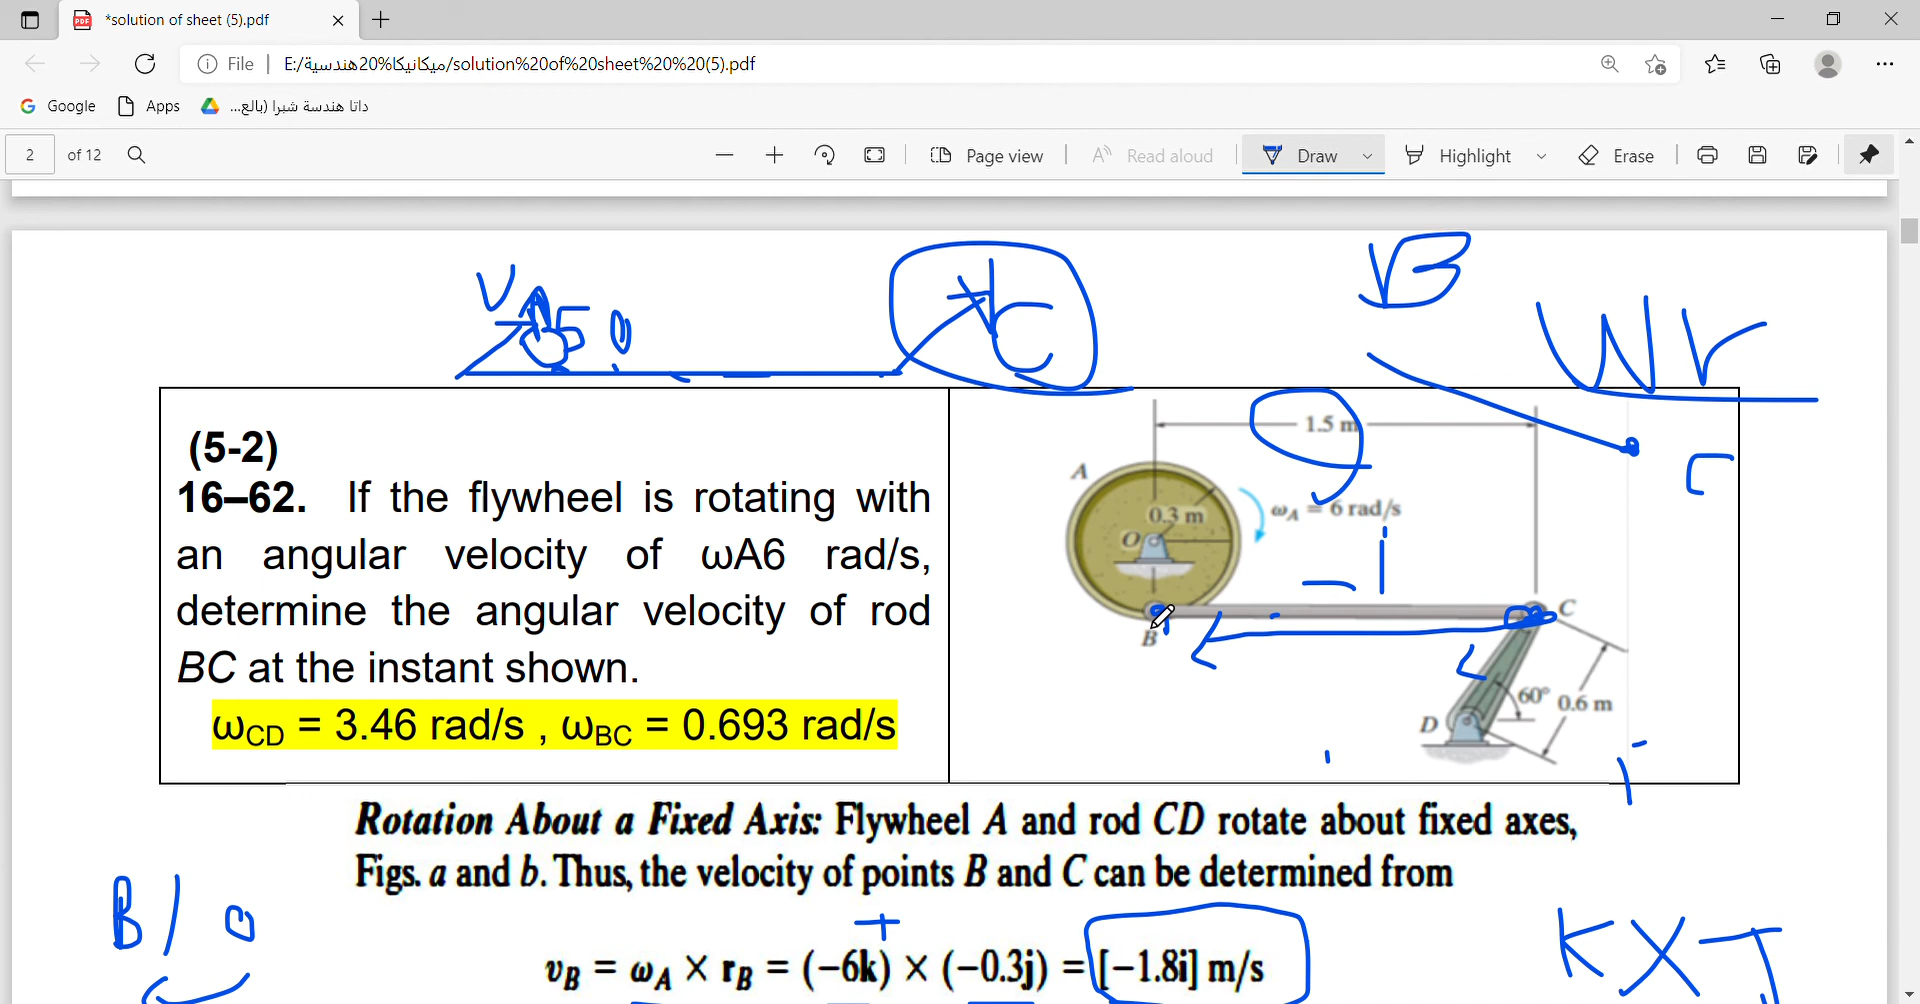 *solution of sheet (5).pdf
File
E:/ميكانيكا%20هندسية/solution%20of%20sheet%20%20(5).pdf
Google
Apps
داتا هندسة شبرا (بالع...
2 of 12
Page view
Read aloud
Draw
Highlight
Erase
VA
50
C
VB
Wr
(5-2)
16–62. If the flywheel is rotating with
an angular velocity of ωA6 rad/s,
determine the angular velocity of rod
BC at the instant shown.
ωCD = 3.46 rad/s , ωBC = 0.693 rad/s
1.5 m
A
0.3 m
ωA = 6 rad/s
O
- i
C
B
60°
0.6 m
D
Rotation About a Fixed Axis: Flywheel A and rod CD rotate about fixed axes,
Figs. a and b. Thus, the velocity of points B and C can be determined from
B/O
+
K X J
vB = ωA × rB = (−6k) × (−0.3j) = [−1.8i] m/s